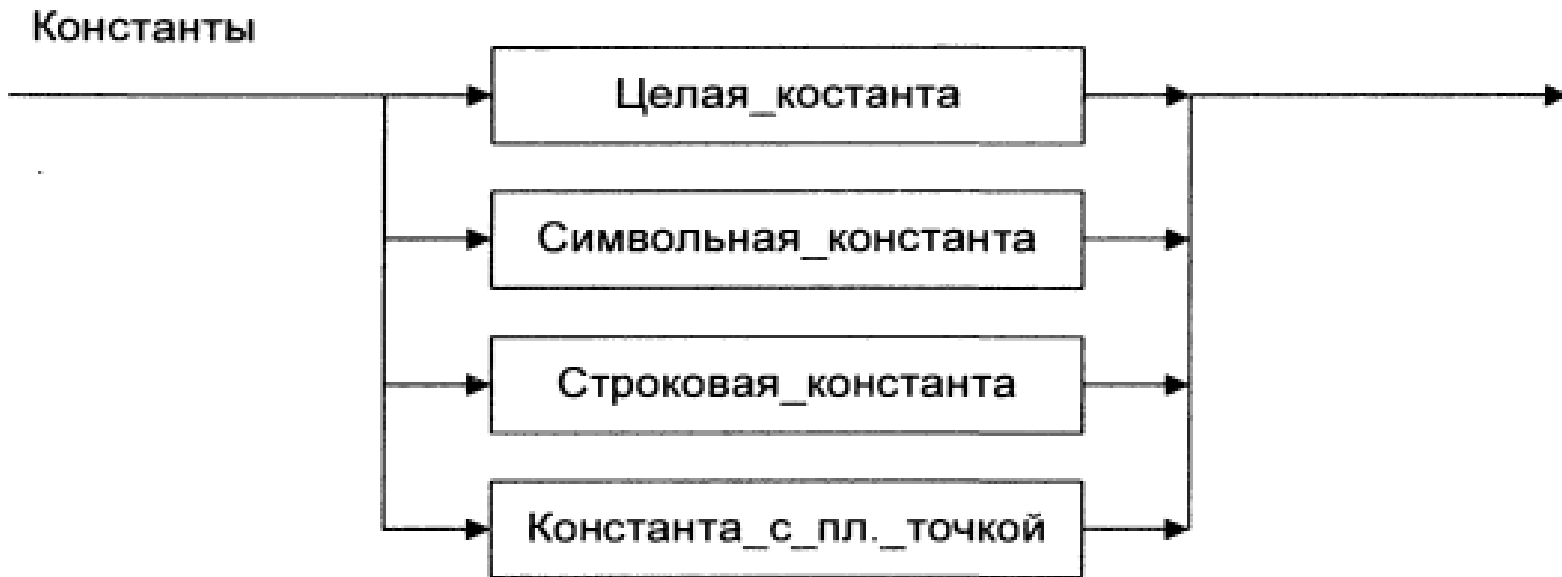 Константы
Целая_костанта
Символьная_константа
Строковая_константа
Константа_с_пл._точкой